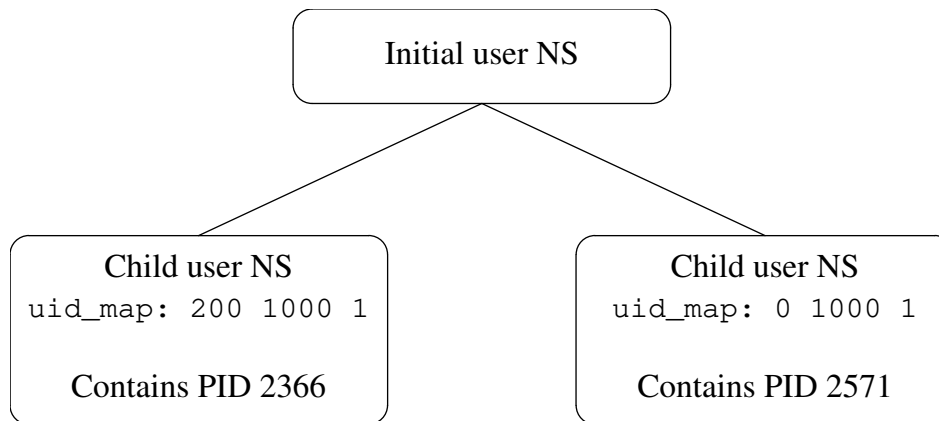 Initial user NS
Child user NS
uid_map: 200 1000 1
Contains PID 2366
Child user NS
uid_map: 0 1000 1
Contains PID 2571